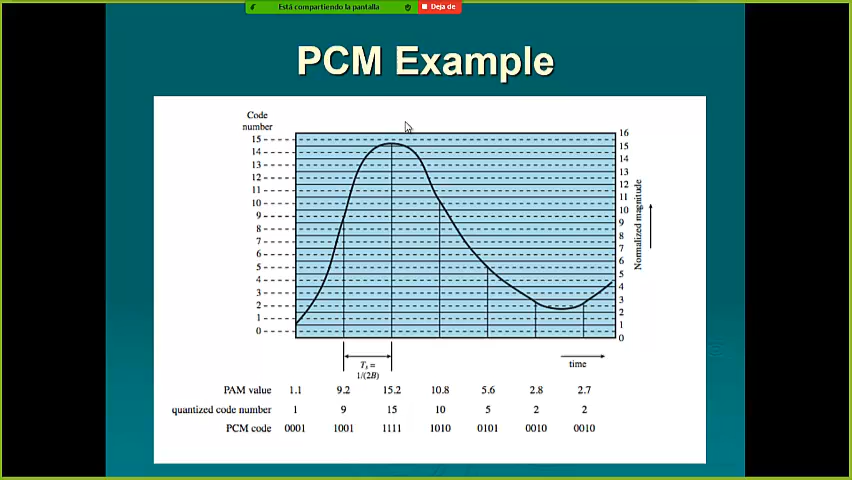 Está compartiendo la pantalla
Deja de
PCM Example
Code
number
15
14
13
12
11
10
9
8
7
6
5
4
3
2
1
0
16
15
14
13
12
11
10
9
8
7
6
5
4
3
2
1
0
Normalized magnitude
Ts =
1/(2B)
time
PAM value 1.1 9.2 15.2 10.8 5.6 2.8 2.7
quantized code number 1 9 15 10 5 2 2
PCM code 0001 1001 1111 1010 0101 0010 0010